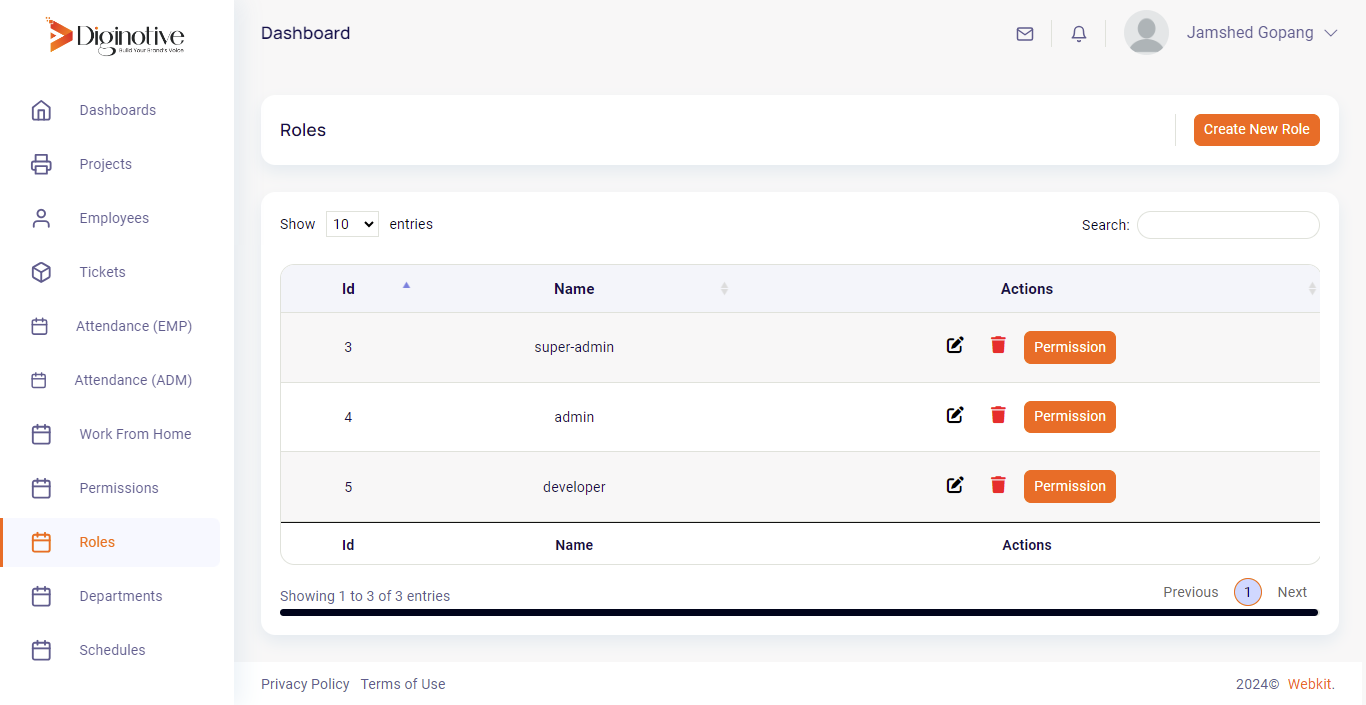 Diginotive
Build Your Brand's Voice
Dashboard
Jamshed Gopang
Dashboards
Projects
Employees
Tickets
Attendance (EMP)
Attendance (ADM)
Work From Home
Permissions
Roles
Departments
Schedules
Roles
Create New Role
Show 10 entries
Search:
Id Name Actions
3 super-admin Permission
4 admin Permission
5 developer Permission
Id Name Actions
Showing 1 to 3 of 3 entries
Previous 1 Next
Privacy Policy Terms of Use
2024© Webkit.